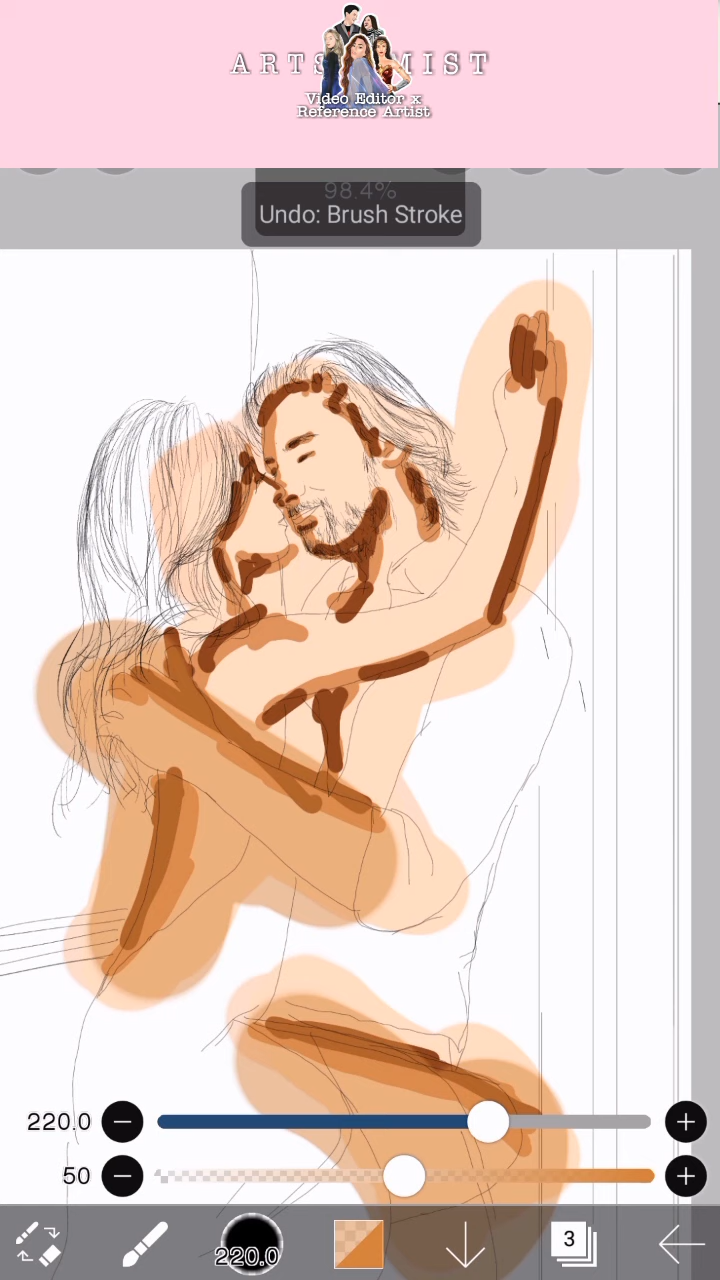 ARTS MIST
Video Editor x
Reference Artist
98.4%
Undo: Brush Stroke
220.0
50
220.0
3